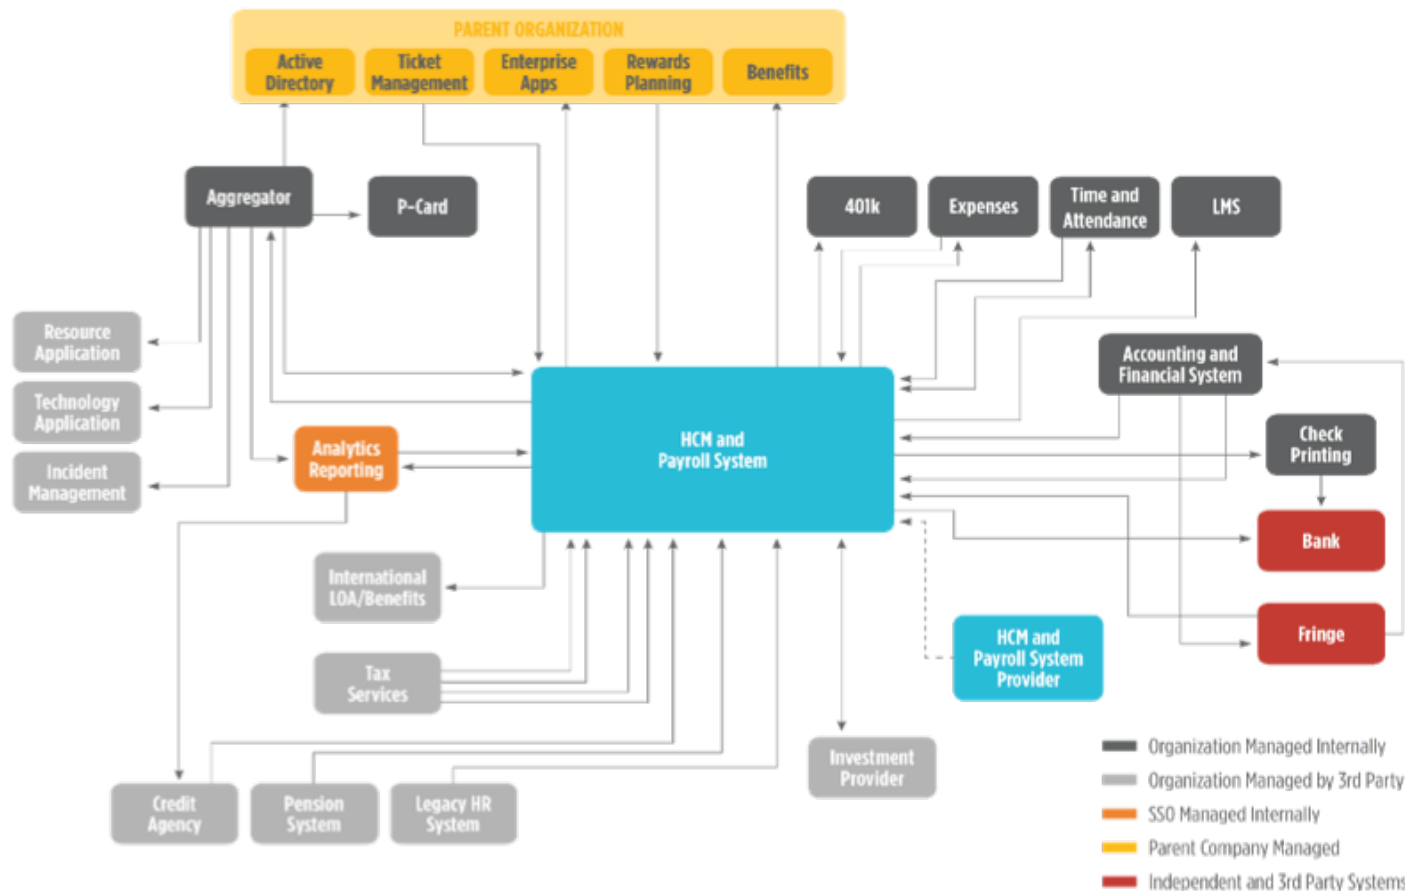 PARENT ORGANIZATION
Active
Directory
Ticket
Management
Enterprise
Apps
Rewards
Planning
Benefits
Aggregator
P-Card
401k
Expenses
Time and
Attendance
LMS
Resource
Application
Technology
Application
Incident
Management
Analytics
Reporting
HCM and
Payroll System
Accounting and
Financial System
Check
Printing
Bank
Fringe
International
LOA/Benefits
Tax
Services
HCM and
Payroll System
Provider
Investment
Provider
Credit
Agency
Pension
System
Legacy HR
System
Organization Managed Internally
Organization Managed by 3rd Party
SSO Managed Internally
Parent Company Managed
Independent and 3rd Party Systems